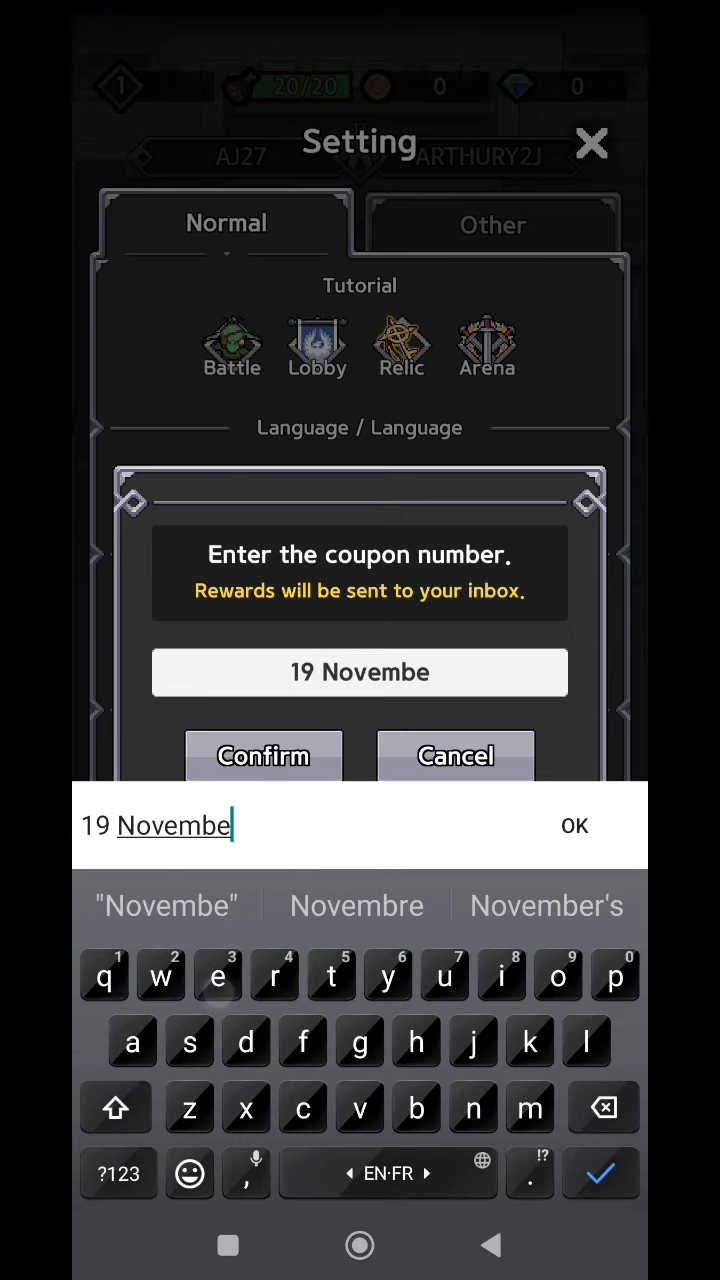 1 20/20 0 0
Setting
AJ27 ARTHURY2J
Normal Other
Tutorial
Battle Lobby Relic Arena
Language / Language
Enter the coupon number.
Rewards will be sent to your inbox.
19 Novembe
Confirm Cancel
19 Novembe OK
"Novembe" Novembre November's
1 2 3 4 5 6 7 8 9 0
q w e r t y u i o p
a s d f g h j k l
z x c v b n m
?123 , EN·FR . !?